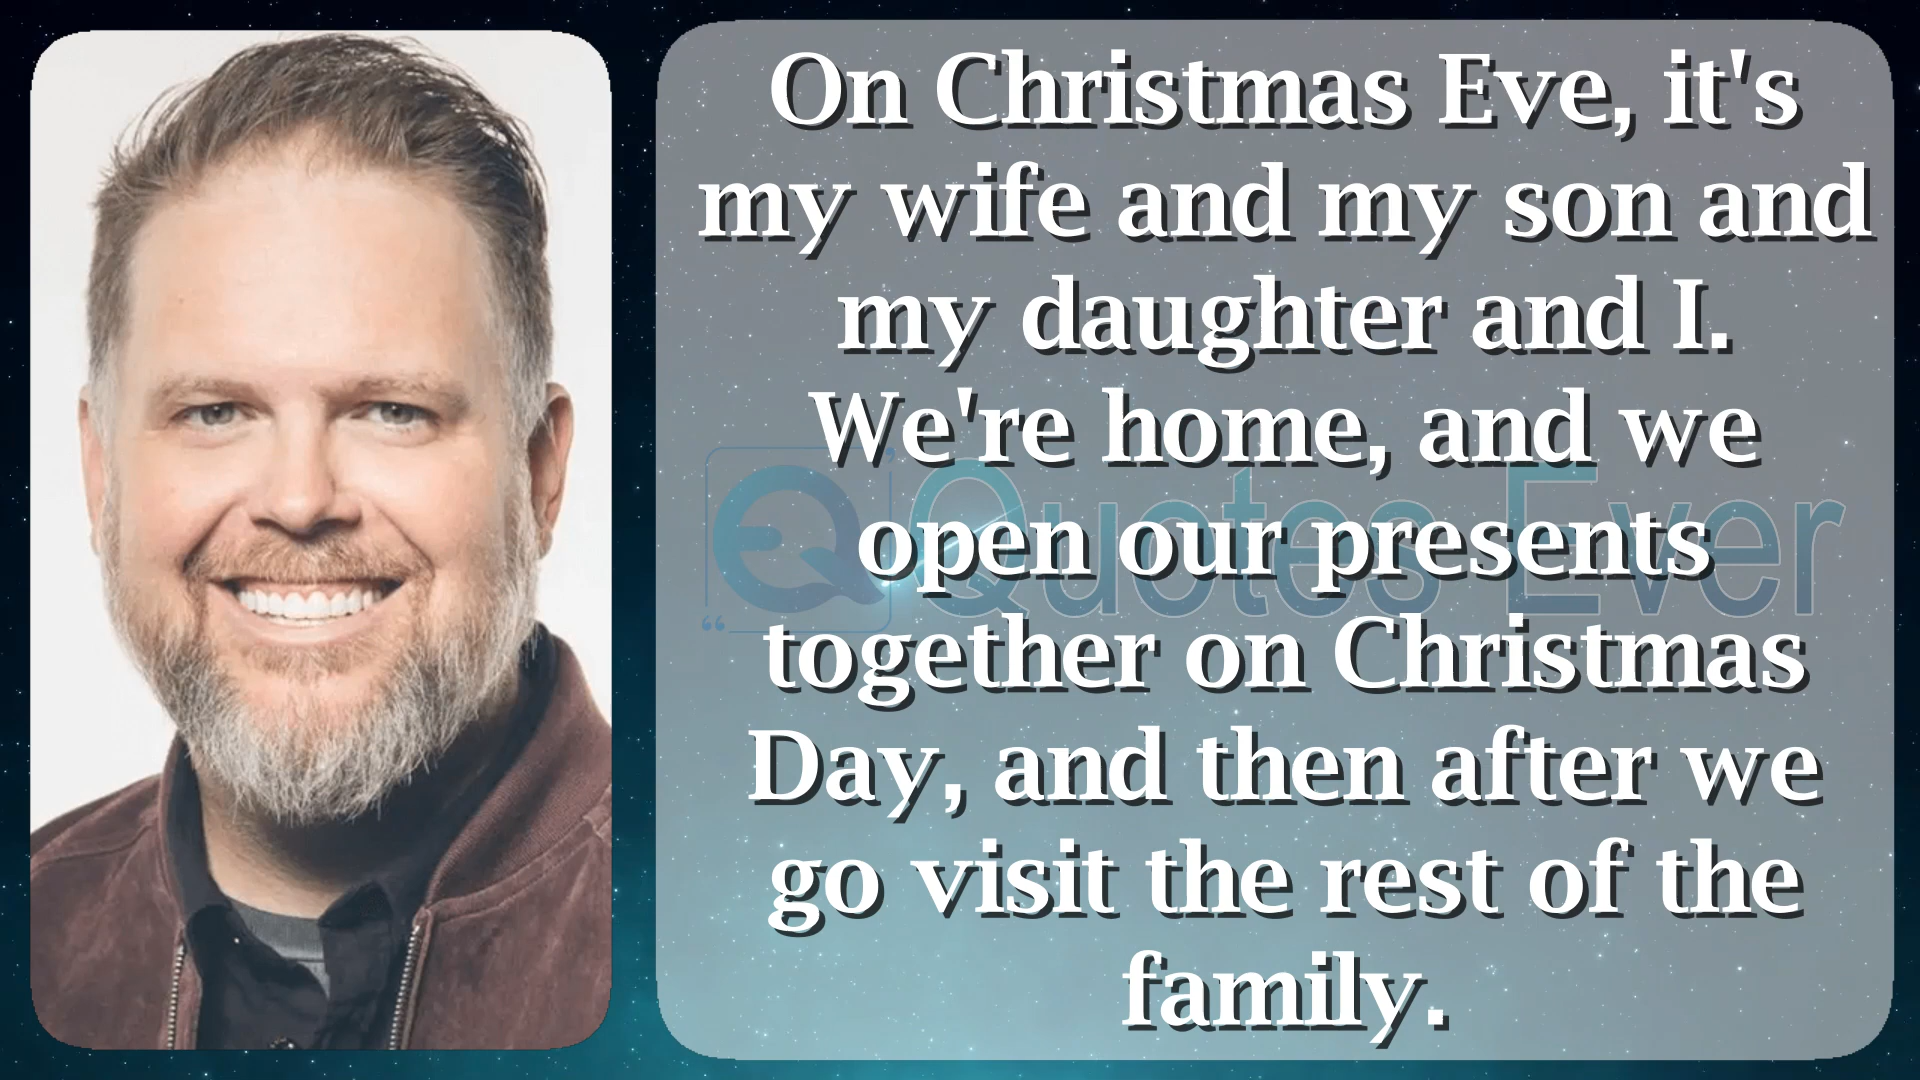 On Christmas Eve, it's
my wife and my son and
my daughter and I.
We're home, and we
open our presents
together on Christmas
Day, and then after we
go visit the rest of the
family.
EQ Quotes Ever